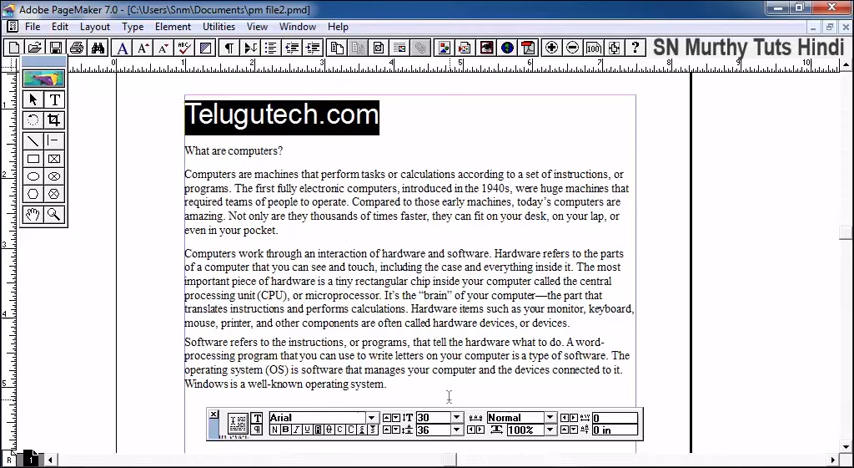 Adobe PageMaker 7.0 - [C:\Users\Snm\Documents\pm file2.pmd]
File Edit Layout Type Element Utilities View Window Help
SN Murthy Tuts Hindi
0 1 2 3 4 5 6 7 8 9 10
Telugutech.com
What are computers?
Computers are machines that perform tasks or calculations according to a set of instructions, or
programs. The first fully electronic computers, introduced in the 1940s, were huge machines that
required teams of people to operate. Compared to those early machines, today’s computers are
amazing. Not only are they thousands of times faster, they can fit on your desk, on your lap, or
even in your pocket.
Computers work through an interaction of hardware and software. Hardware refers to the parts
of a computer that you can see and touch, including the case and everything inside it. The most
important piece of hardware is a tiny rectangular chip inside your computer called the central
processing unit (CPU), or microprocessor. It’s the “brain” of your computer—the part that
translates instructions and performs calculations. Hardware items such as your monitor, keyboard,
mouse, printer, and other components are often called hardware devices, or devices.
Software refers to the instructions, or programs, that tell the hardware what to do. A word-
processing program that you can use to write letters on your computer is a type of software. The
operating system (OS) is software that manages your computer and the devices connected to it.
Windows is a well-known operating system.
Arial 30 Normal 0
N B I U C C 36 100% 0 in
1